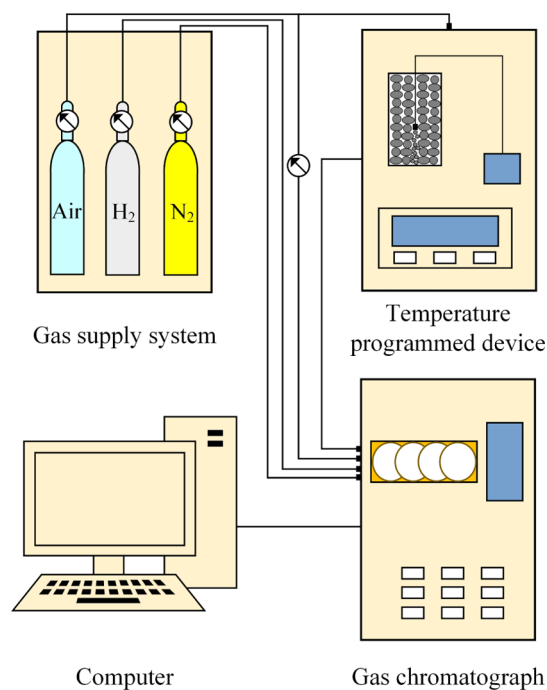 Air
H₂
N₂
Gas supply system
Temperature
programmed device
Computer
Gas chromatograph